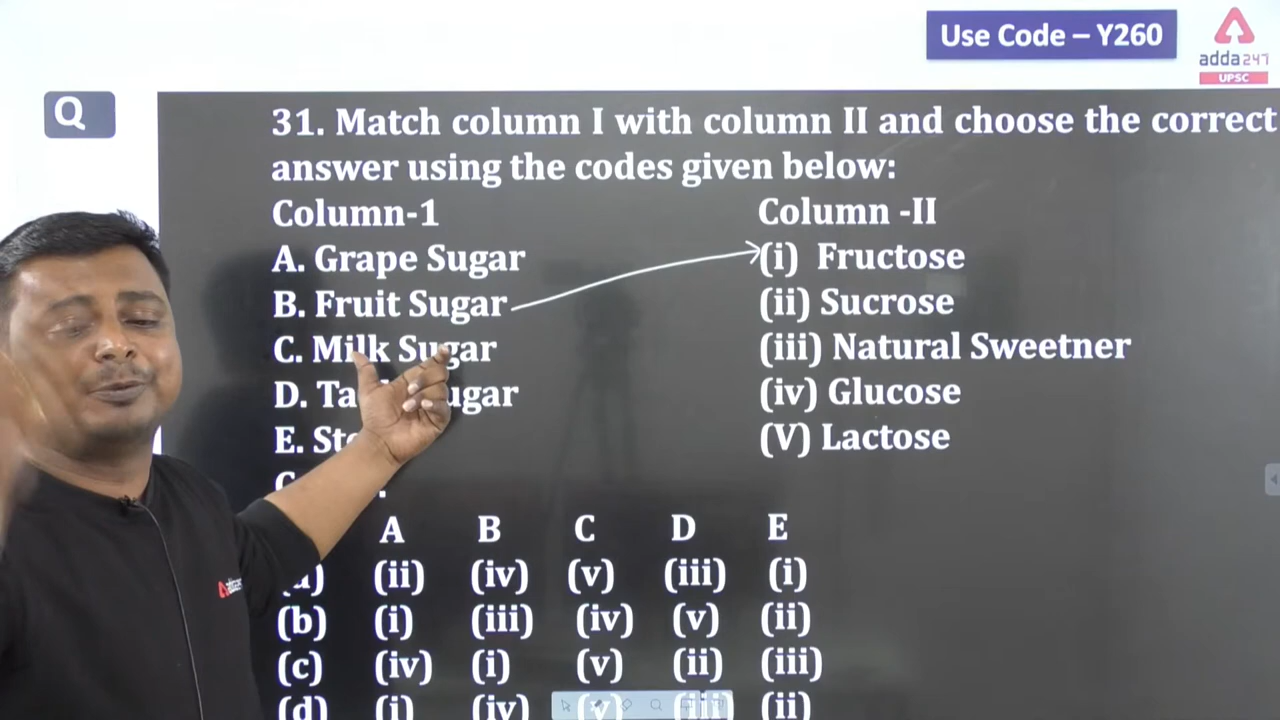 Use Code – Y260
adda247
UPSC
Q
31. Match column I with column II and choose the correct
answer using the codes given below:
Column-1 Column -II
A. Grape Sugar (i) Fructose
B. Fruit Sugar (ii) Sucrose
C. Milk Sugar (iii) Natural Sweetner
D. (iv) Glucose
E. (V) Lactose
A B C D E
(ii) (iv) (v) (iii) (i)
(b) (i) (iii) (iv) (v) (ii)
(c) (iv) (i) (v) (ii) (iii)
(d) (i) (iv) (v) (iii) (ii)